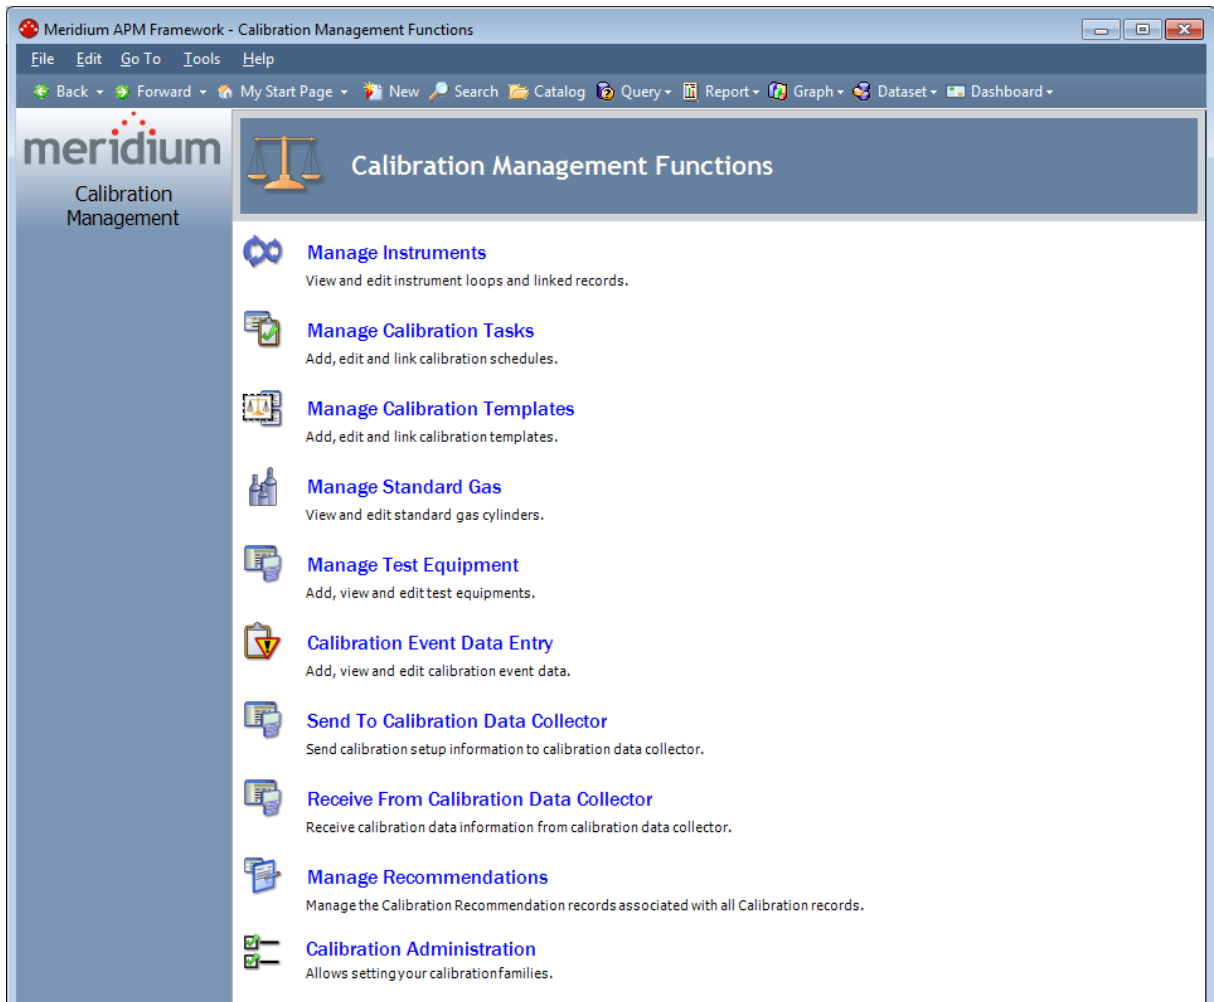 Meridium APM Framework - Calibration Management Functions
File Edit Go To Tools Help
Back Forward My Start Page New Search Catalog Query Report Graph Dataset Dashboard
meridium
Calibration
Management
Calibration Management Functions
Manage Instruments
View and edit instrument loops and linked records.
Manage Calibration Tasks
Add, edit and link calibration schedules.
Manage Calibration Templates
Add, edit and link calibration templates.
Manage Standard Gas
View and edit standard gas cylinders.
Manage Test Equipment
Add, view and edit test equipments.
Calibration Event Data Entry
Add, view and edit calibration event data.
Send To Calibration Data Collector
Send calibration setup information to calibration data collector.
Receive From Calibration Data Collector
Receive calibration data information from calibration data collector.
Manage Recommendations
Manage the Calibration Recommendation records associated with all Calibration records.
Calibration Administration
Allows setting your calibration families.